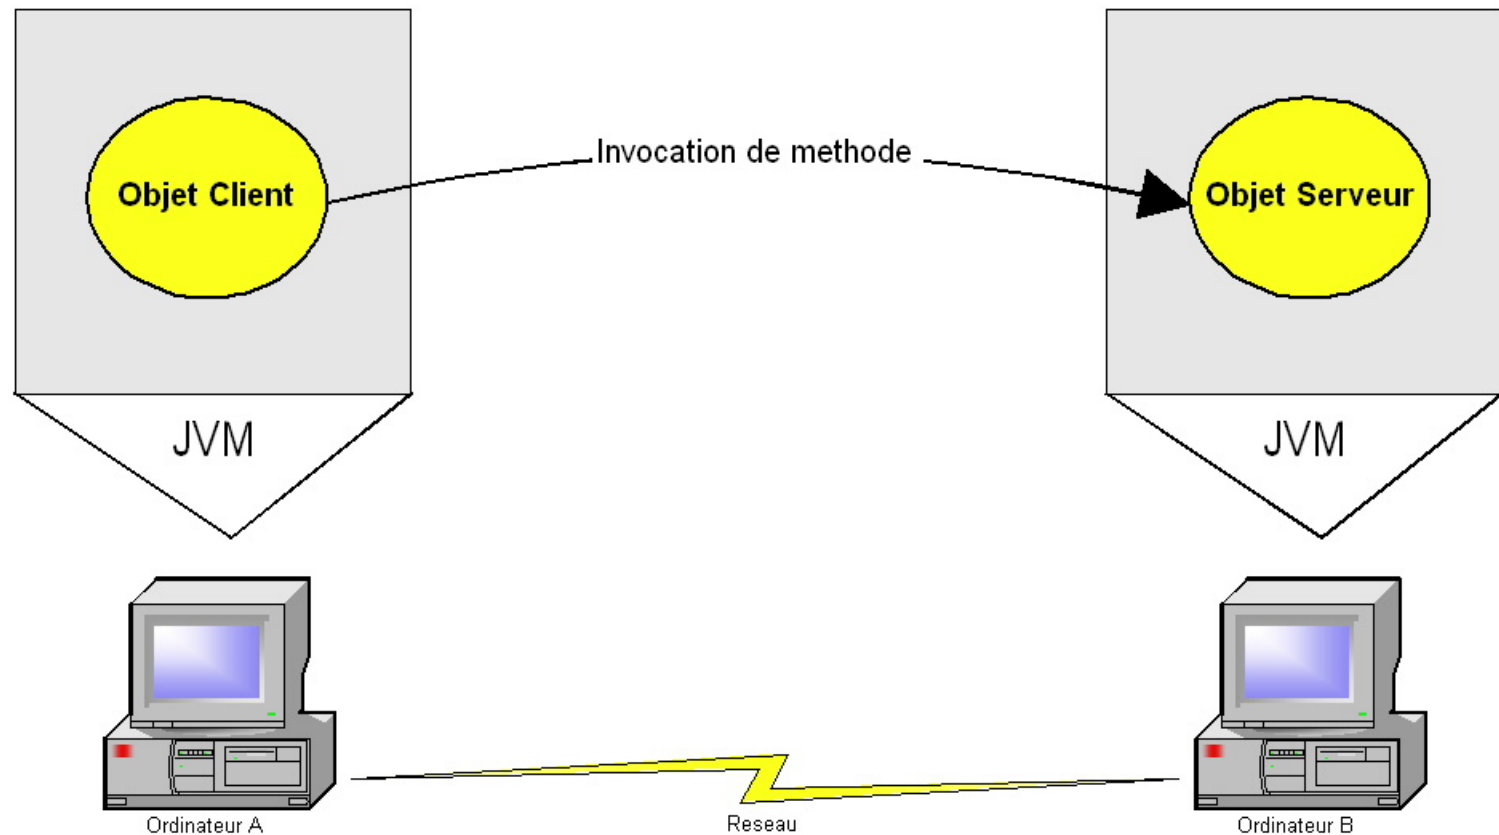 Objet Client
Invocation de methode
Objet Serveur
JVM
JVM
Ordinateur A
Reseau
Ordinateur B